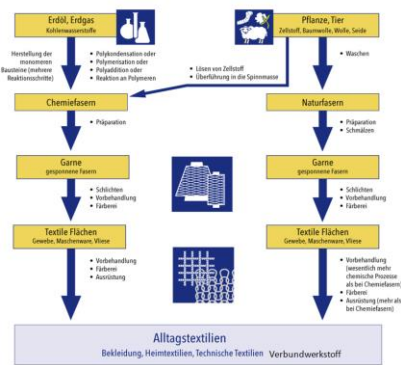 Erdöl, Erdgas
Kohlenwasserstoffe
Pflanze, Tier
Zellstoff, Baumwolle, Wolle, Seide
Herstellung der
monomeren
Bausteine (mehrere
Reaktionsschritte)
• Polykondensation oder
• Polymerisation oder
• Polyaddition oder
• Reaktion an Polymeren
• Lösen von Zellstoff
• Überführung in die Spinnmasse
• Waschen
Chemiefasern
Naturfasern
• Präparation
• Präparation
• Schmälzen
Garne
gesponnene Fasern
Garne
gesponnene Fasern
• Schlichten
• Vorbehandlung
• Färberei
• Schlichten
• Vorbehandlung
• Färberei
Textile Flächen
Gewebe, Maschenware, Vliese
Textile Flächen
Gewebe, Maschenware, Vliese
• Vorbehandlung
• Färberei
• Ausrüstung
• Vorbehandlung
(wesentlich mehr
chemische Prozesse
als bei Chemiefasern)
• Färberei
• Ausrüstung (mehr als
bei Chemiefasern)
Alltagstextilien
Bekleidung, Heimtextilien, Technische Textilien Verbundwerkstoff